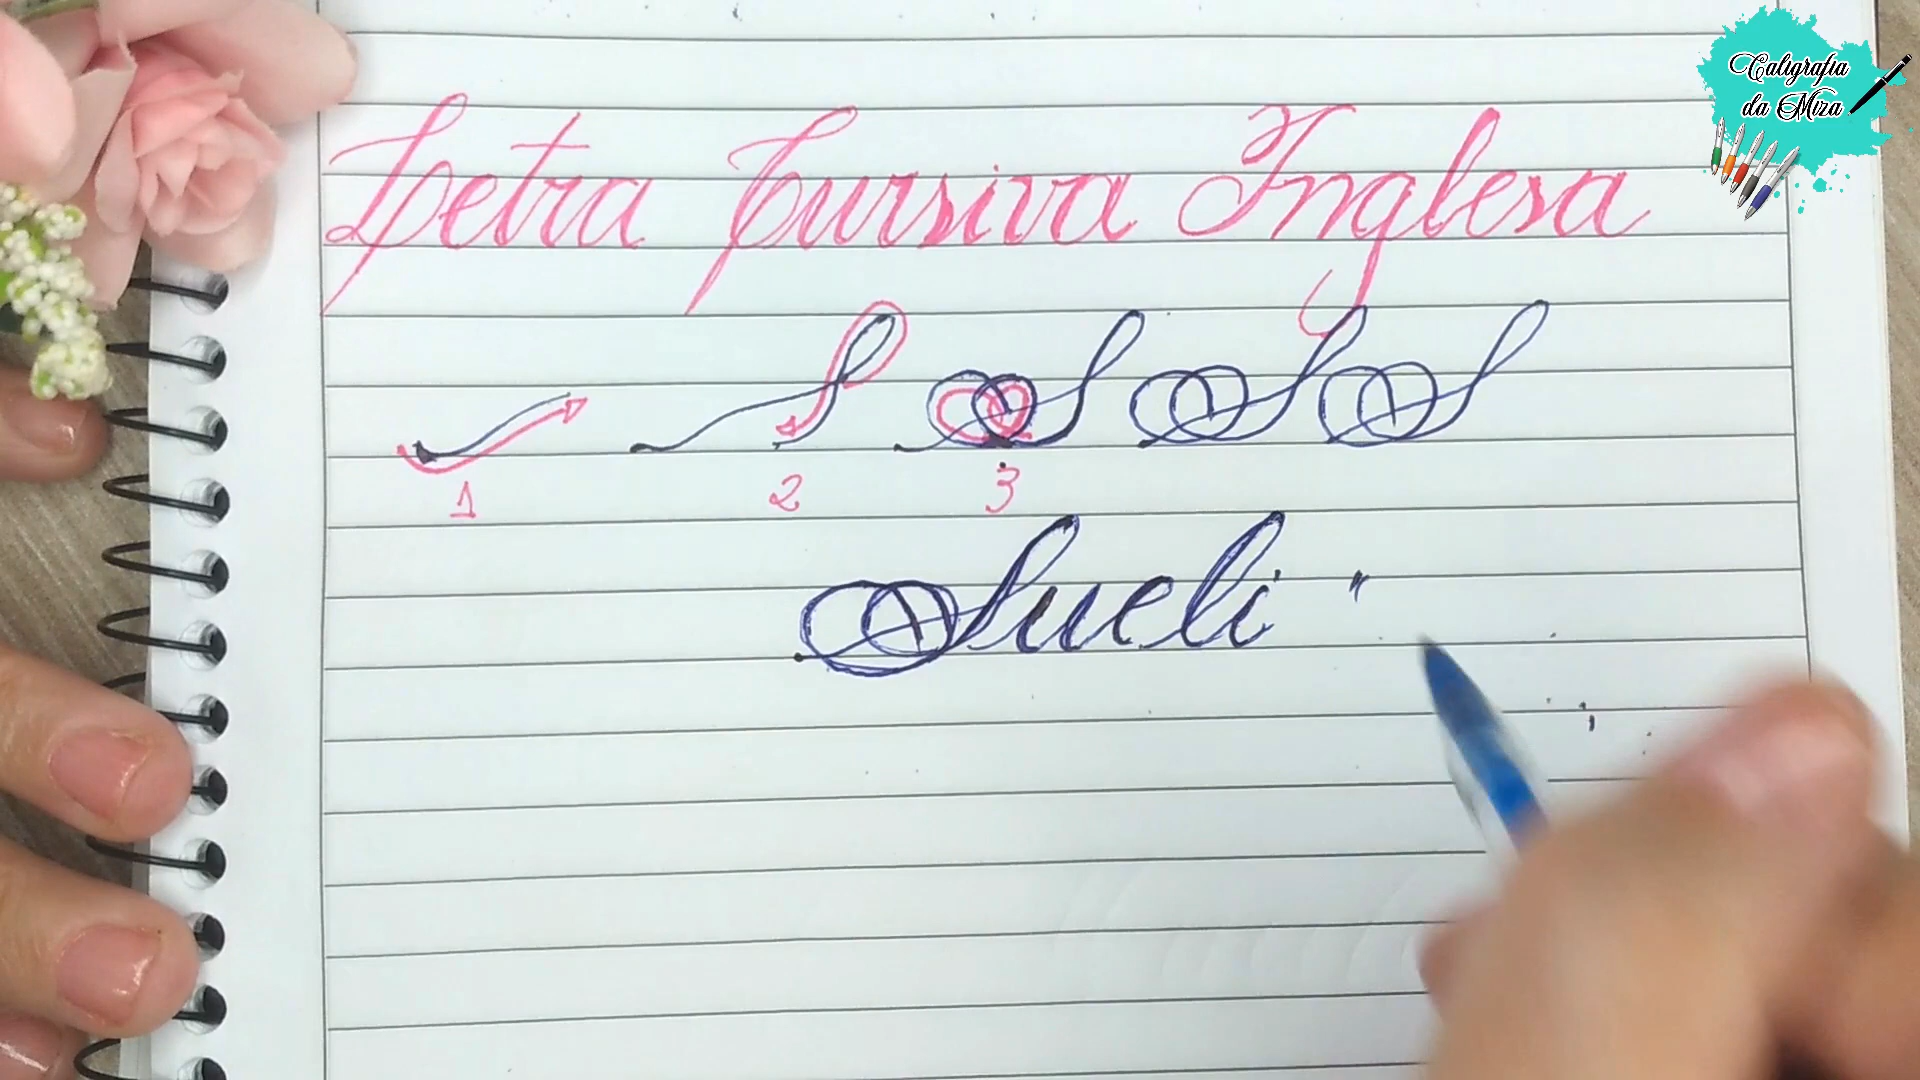 Letra Cursiva Inglesa
S S S S
1 2 3
Sueli
Caligrafia
da Miza